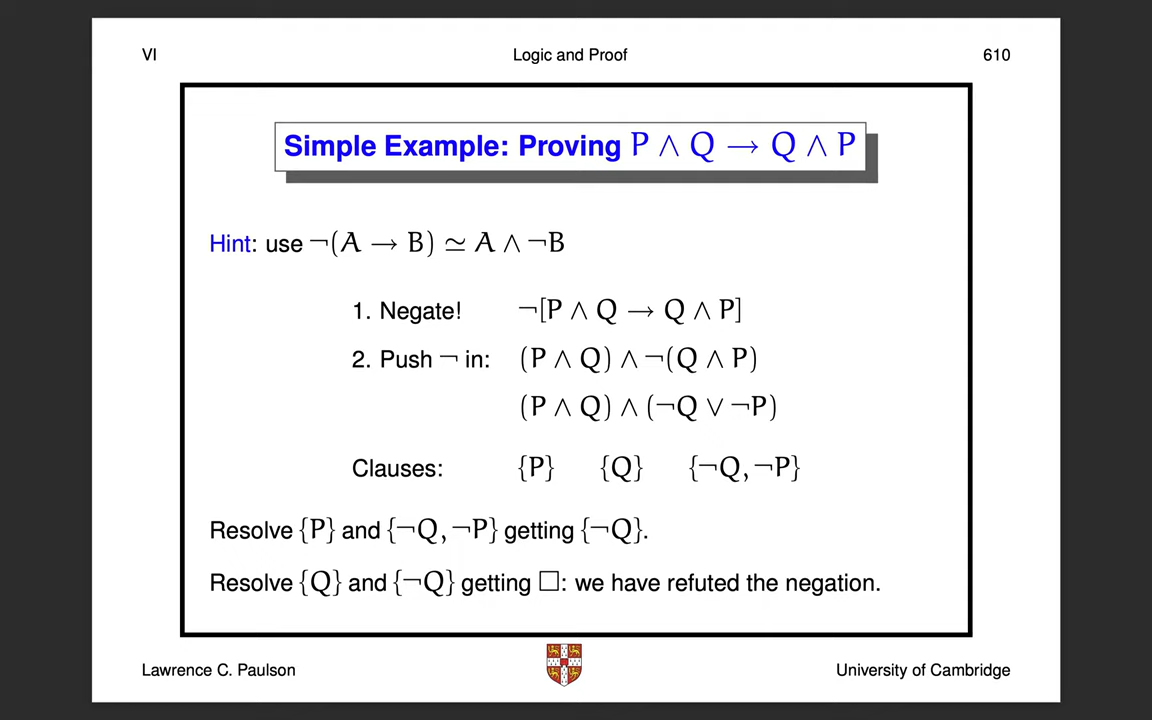 VI Logic and Proof 610
Simple Example: Proving P ∧ Q → Q ∧ P
Hint: use ¬(A → B) ≃ A ∧ ¬B
1. Negate! ¬[P ∧ Q → Q ∧ P]
2. Push ¬ in: (P ∧ Q) ∧ ¬(Q ∧ P)
(P ∧ Q) ∧ (¬Q ∨ ¬P)
Clauses: {P} {Q} {¬Q, ¬P}
Resolve {P} and {¬Q, ¬P} getting {¬Q}.
Resolve {Q} and {¬Q} getting □: we have refuted the negation.
Lawrence C. Paulson University of Cambridge